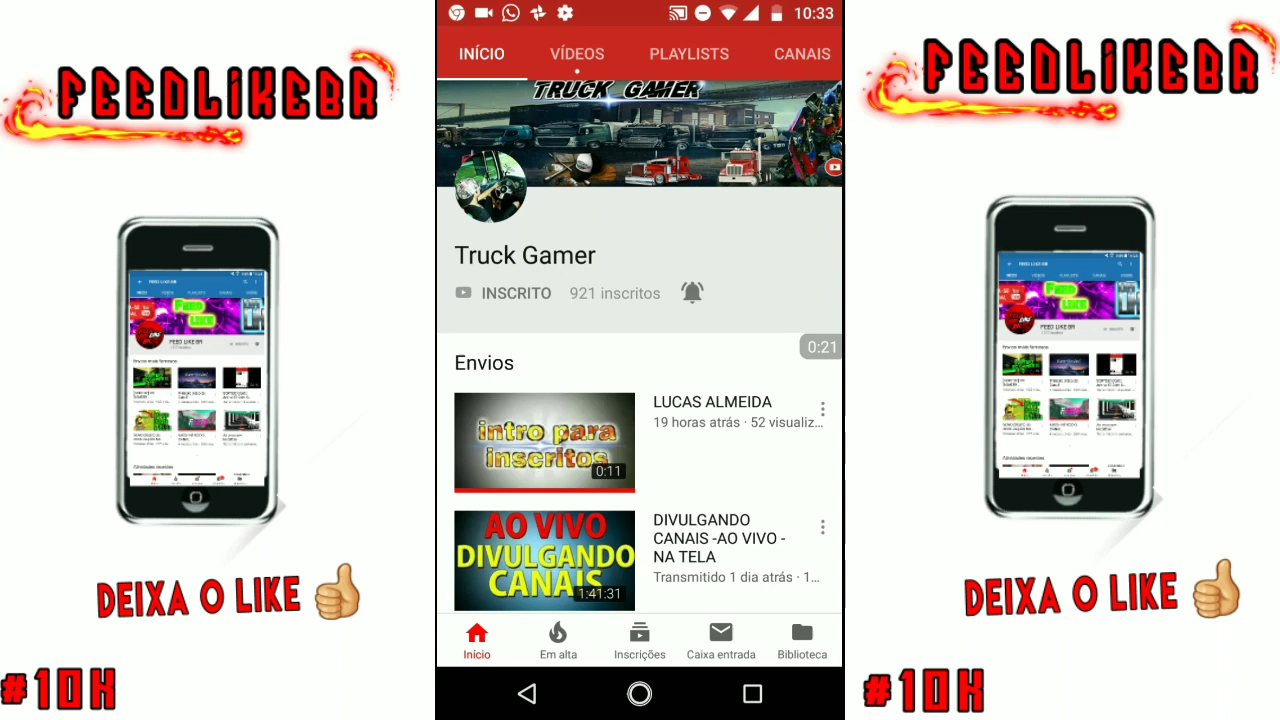 FEEDLIKEBR
DEIXA O LIKE
#10K
10:33
INÍCIO VÍDEOS PLAYLISTS CANAIS
TRUCK GAMER
Truck Gamer
INSCRITO 921 inscritos
0:21
Envios
intro para
inscritos
0:11
LUCAS ALMEIDA
19 horas atrás · 52 visualiz...
AO VIVO
DIVULGANDO
CANAIS
1:41:31
DIVULGANDO
CANAIS -AO VIVO -
NA TELA
Transmitido 1 dia atrás · 1...
Início Em alta Inscrições Caixa entrada Biblioteca
FEEDLIKEBR
FEED LIKE BR
DEIXA O LIKE
#10K